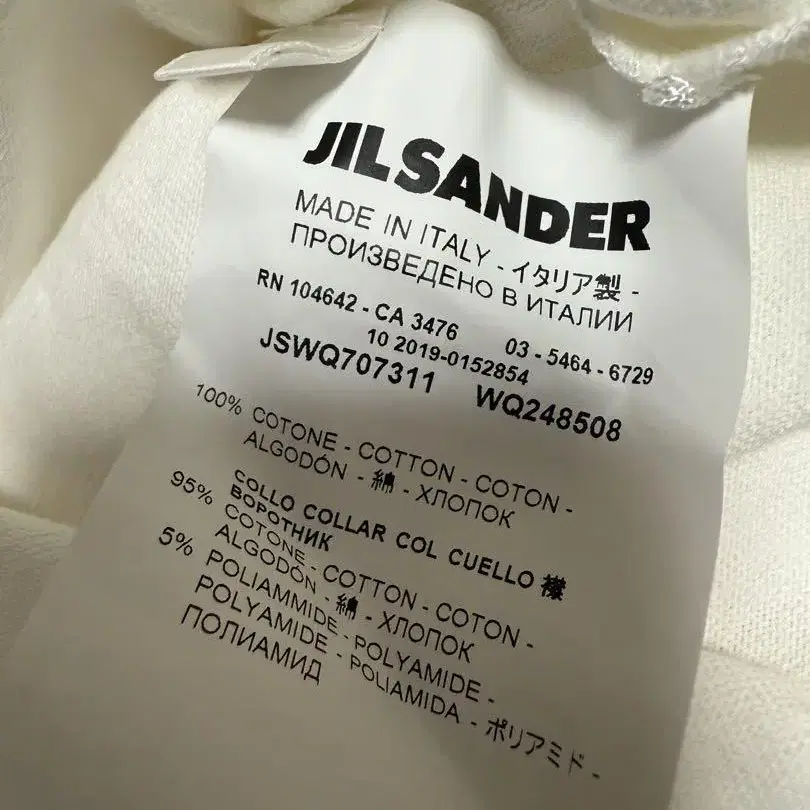 JIL SANDER
MADE IN ITALY - イタリア製 -
ПРОИЗВЕДЕНО В ИТАЛИИ
RN 104642 - CA 3476 03 - 5464 - 6729
10 2019-0152854
JSWQ707311 WQ248508
100% COTONE - COTTON - COTON -
ALGODÓN - 綿 - ХЛОПОК
COLLO COLLAR COL CUELLO 襟
ВОРОТНИК
95% COTONE - COTTON - COTON -
ALGODÓN - 綿 - ХЛОПОК
5% POLIAMMIDE - POLYAMIDE -
POLYAMIDE - POLIAMIDA - ポリアミド -
ПОЛИАМИД